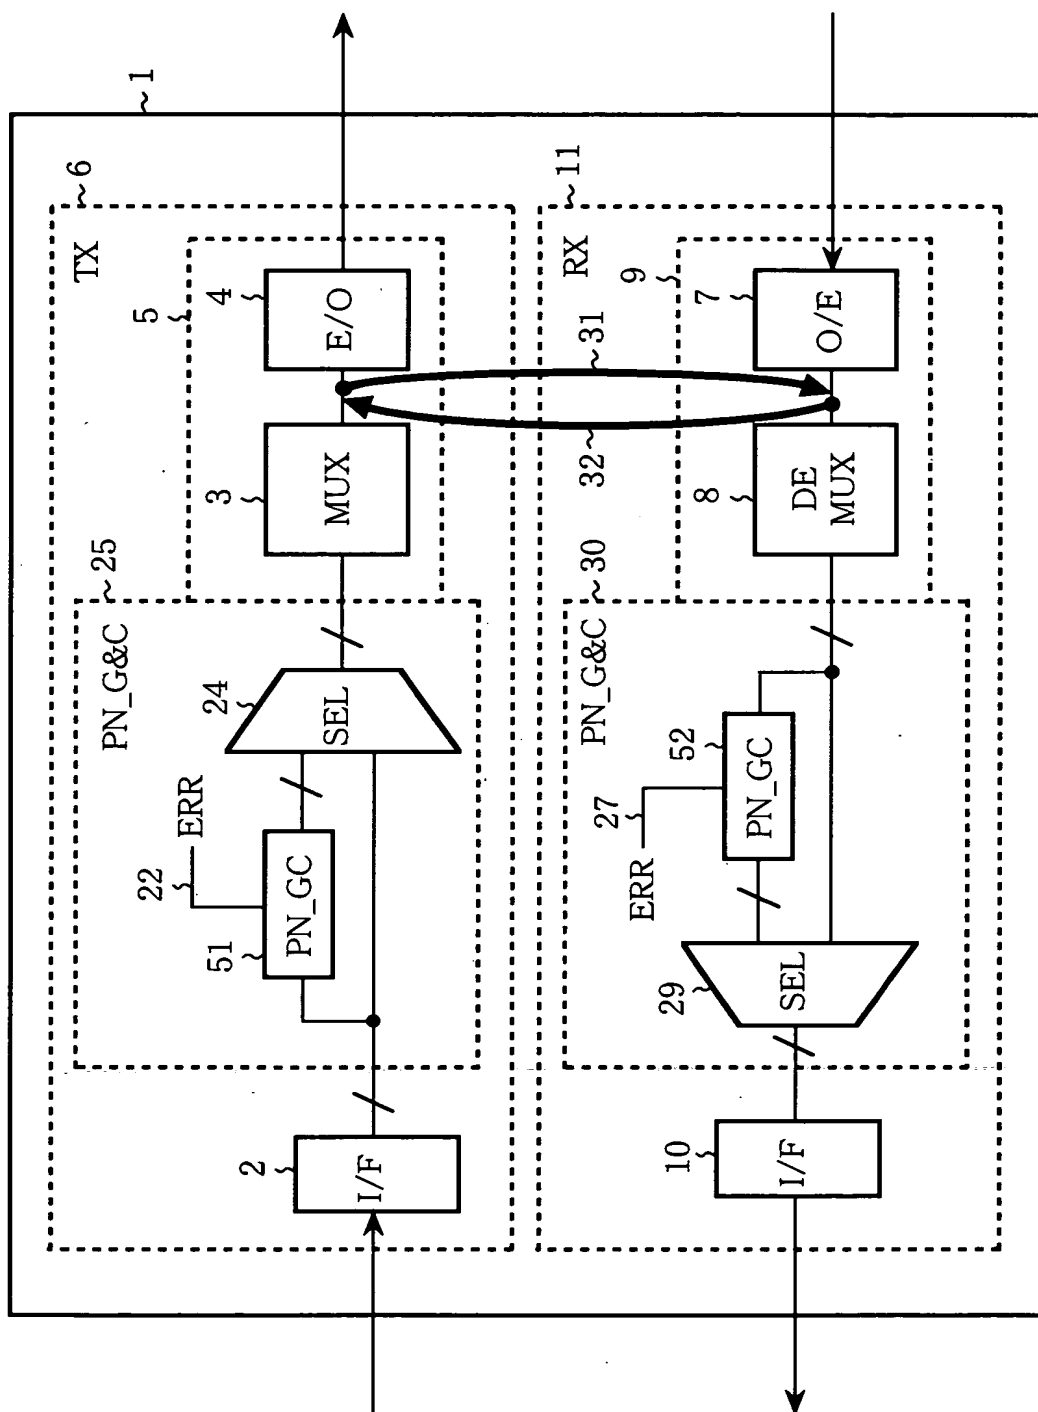 1
6
TX
5
4
E/O
3
MUX
25
PN_G&C
24
SEL
22
ERR
51
PN_GC
2
I/F
31
32
11
RX
9
7
O/E
8
DE
MUX
30
PN_G&C
52
PN_GC
27
ERR
29
SEL
10
I/F